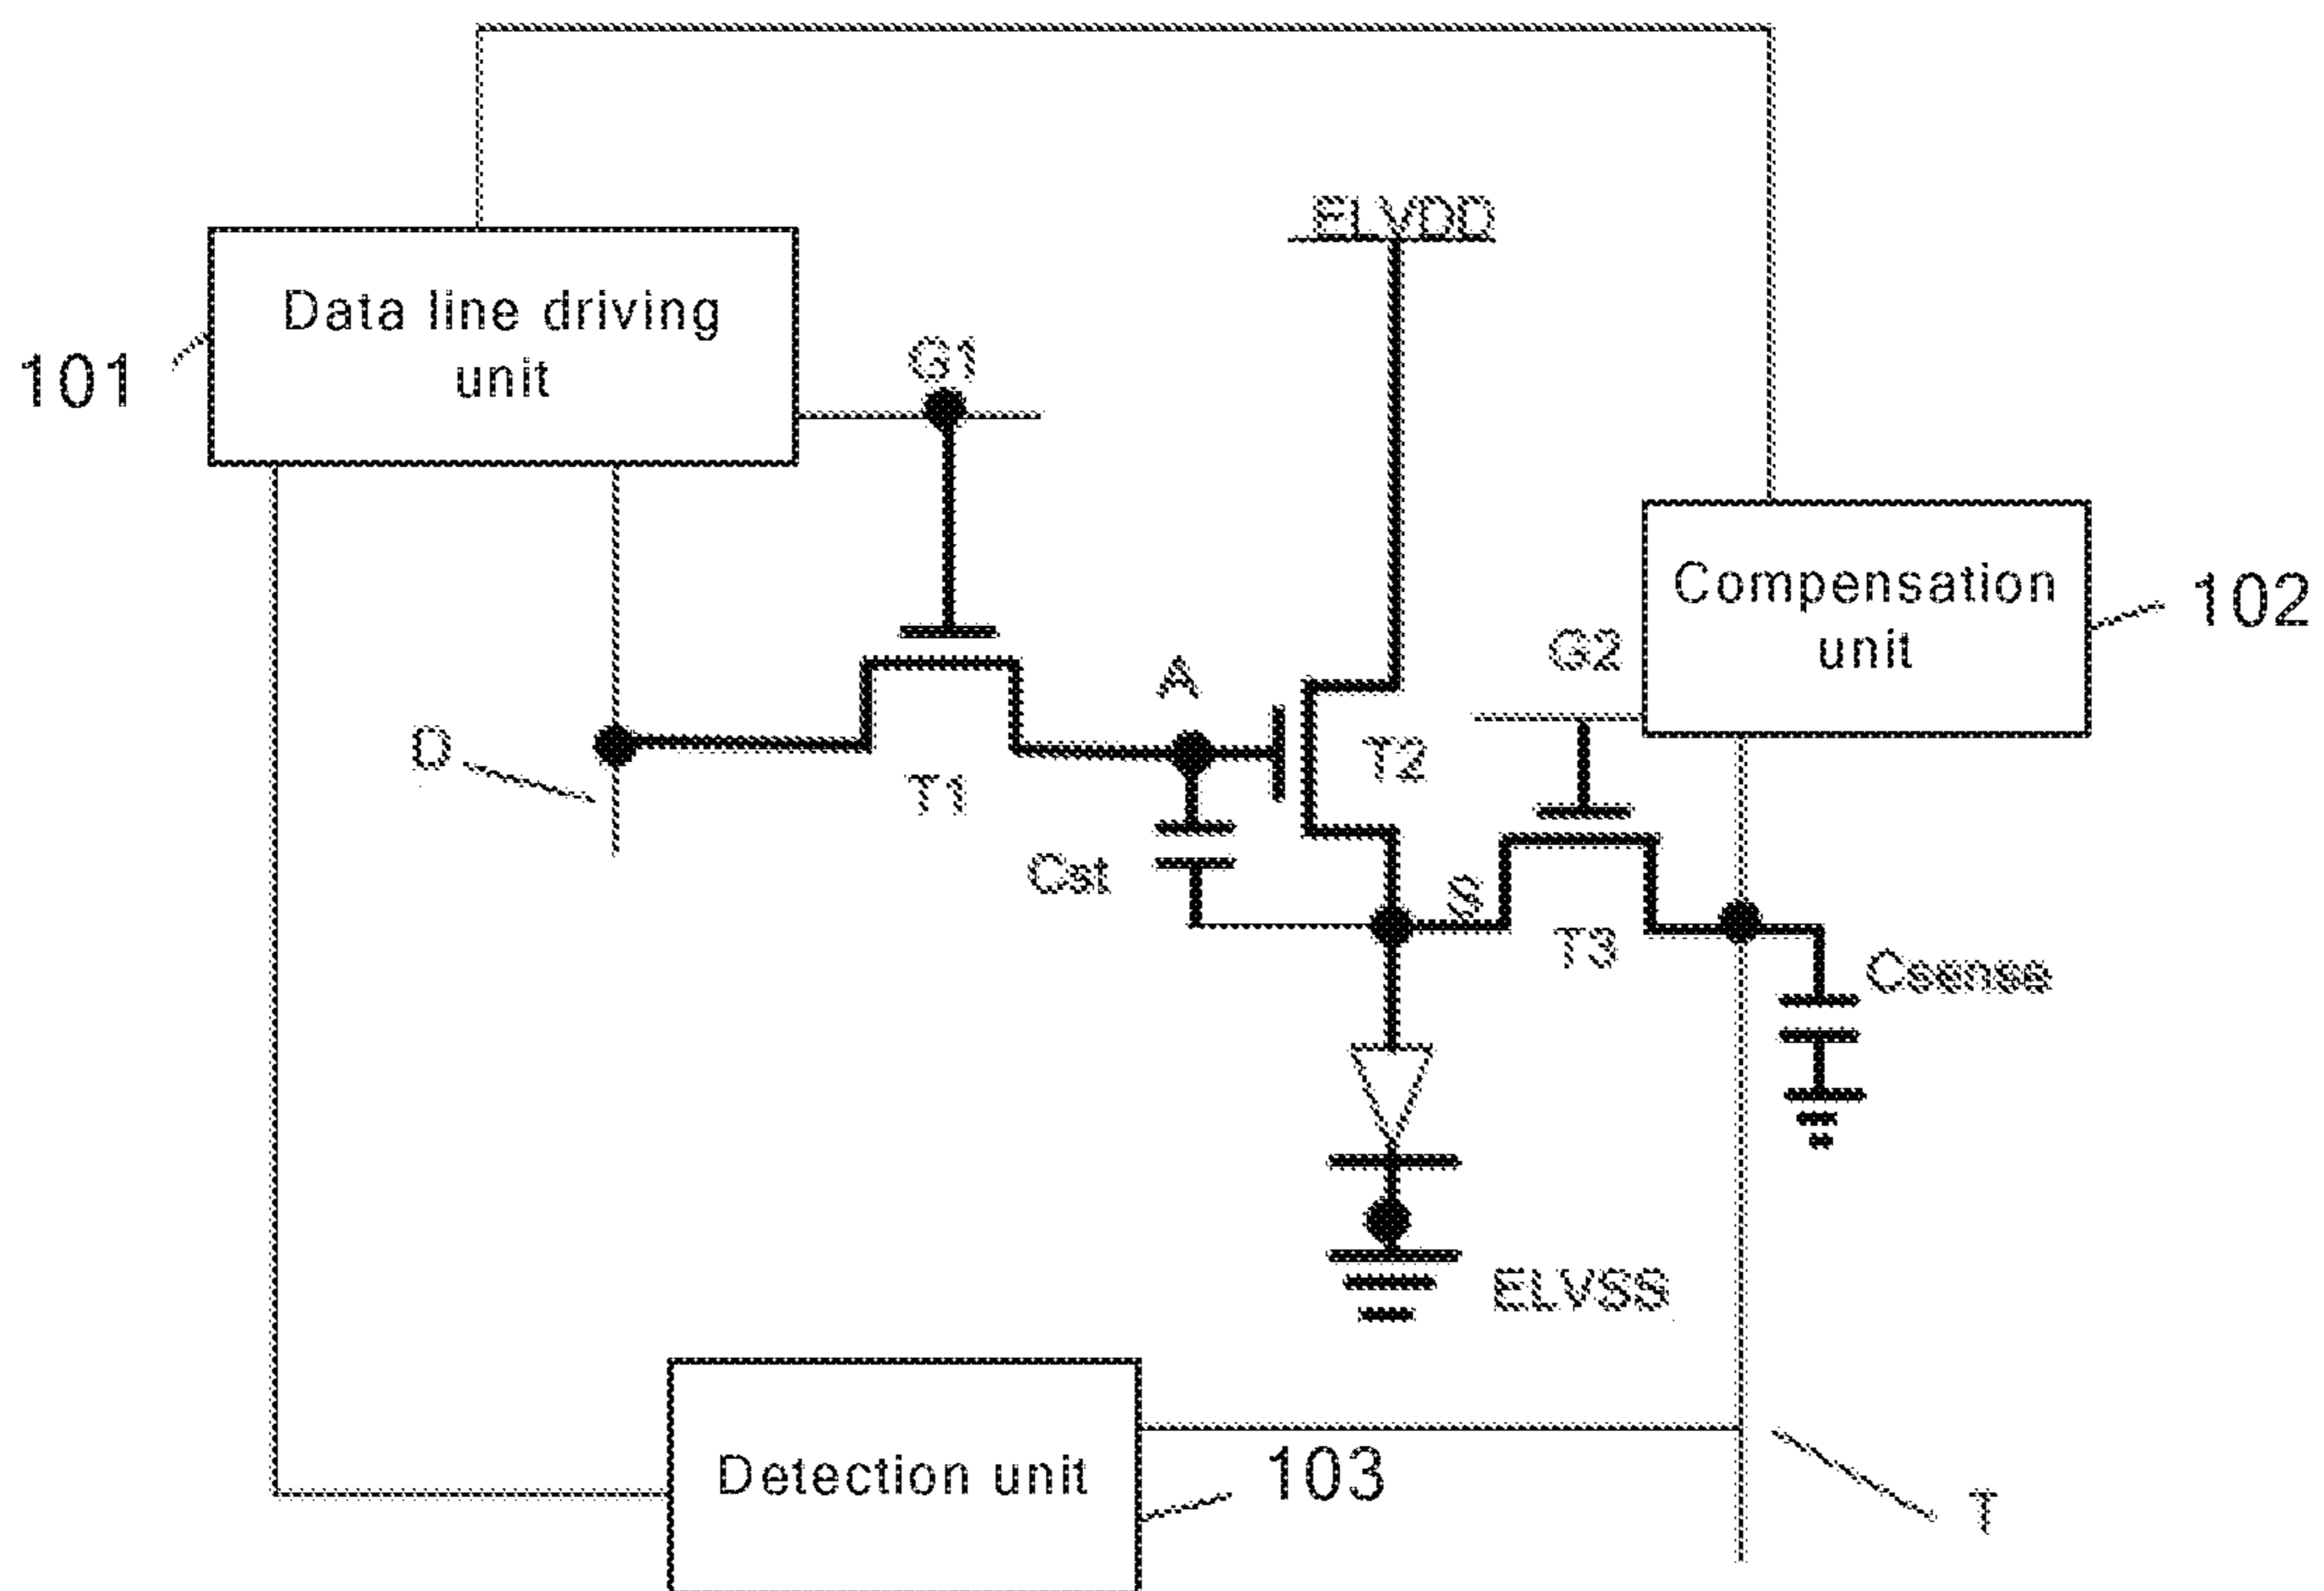 ELVDD
Data line driving
unit
101
G1
Compensation
unit
102
G2
A
D
T2
T1
Cst
S
T3
Csense
ELVSS
Detection unit
103
T